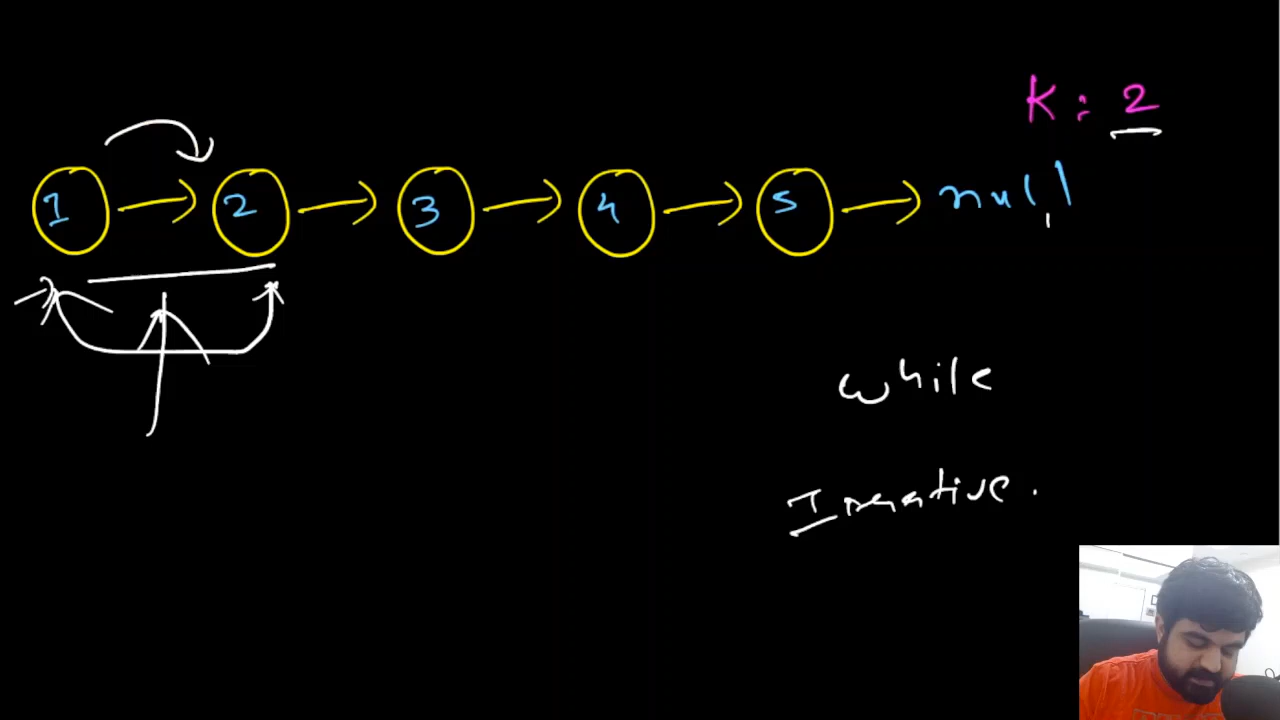 K : 2
1 → 2 → 3 → 4 → 5 → null
while
Iterative.